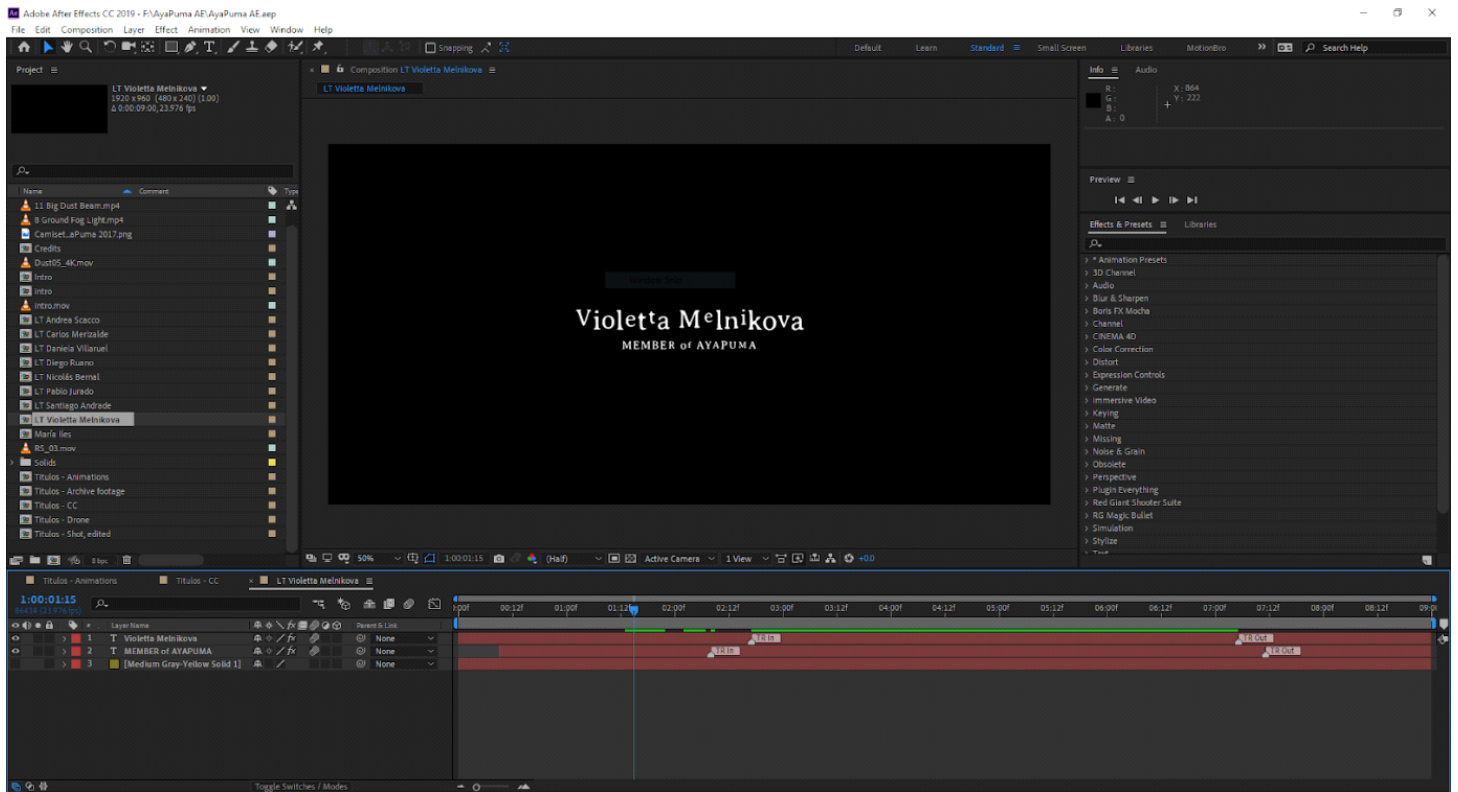 Adobe After Effects CC 2019 - F:\AyaPuma AE\AyaPuma AE.aep
File Edit Composition Layer Effect Animation View Window Help
Snapping
Default Learn Standard Small Screen Libraries MotionBro Search Help
Project
LT Violetta Melnikova
1920 x 960 (480 x 240) (1.00)
Δ 0:00:09:00, 23.976 fps
Name Comment Type
11 Big Dust Beam.mp4
8 Ground Fog Light.mp4
Camiset...aPuma 2017.png
Credits
Dust05_4K.mov
Intro
intro
intro.mov
LT Andrea Scacco
LT Carlos Merizalde
LT Daniela Villaruel
LT Diego Ruano
LT Nicolás Bernal
LT Pablo Jurado
LT Santiago Andrade
LT Violetta Melnikova
María Iles
RS_03.mov
Solids
Titulos - Animations
Titulos - Archive footage
Titulos - CC
Titulos - Drone
Titulos - Shot, edited
8 bpc
Composition LT Violetta Melnikova
LT Violetta Melnikova
Violetta Melnikova
MEMBER of AYAPUMA
50% 1:00:01:15 (Half) Active Camera 1 View +0.0
Info Audio
R: X: 864
G: Y: 222
B:
A: 0
Preview
Effects & Presets Libraries
* Animation Presets
3D Channel
Audio
Blur & Sharpen
Boris FX Mocha
Channel
CINEMA 4D
Color Correction
Distort
Expression Controls
Generate
Immersive Video
Keying
Matte
Missing
Noise & Grain
Obsolete
Perspective
Plugin Everything
Red Giant Shooter Suite
RG Magic Bullet
Simulation
Stylize
Text
Titulos - Animations Titulos - CC LT Violetta Melnikova
1:00:01:15
(23.976 fps)
00:12f 01:00f 01:12f 02:00f 02:12f 03:00f 03:12f 04:00f 04:12f 05:00f 05:12f 06:00f 06:12f 07:00f 07:12f 08:00f 08:12f
# Layer Name Parent & Link
1 T Violetta Melnikova None TR In TR Out
2 T MEMBER of AYAPUMA None TR In TR Out
3 [Medium Gray-Yellow Solid 1] None
Toggle Switches / Modes